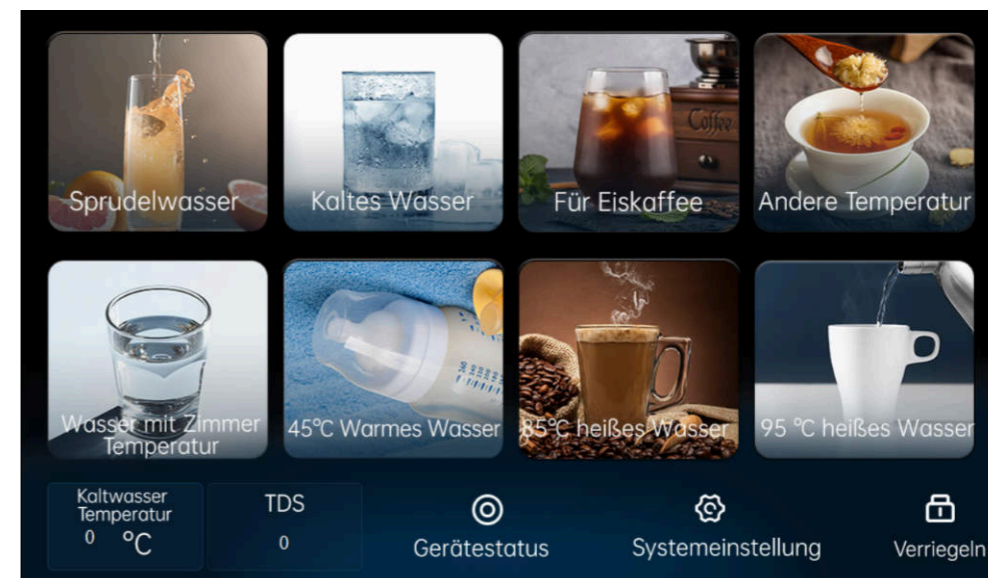 Sprudelwasser
Kaltes Wasser
Coffee
Für Eiskaffee
Andere Temperatur
Wasser mit Zimmer
Temperatur
45°C Warmes Wasser
85°C heißes Wasser
95 °C heißes Wasser
Kaltwasser
Temperatur
0 °C
TDS
0
Gerätestatus
Systemeinstellung
Verriegeln